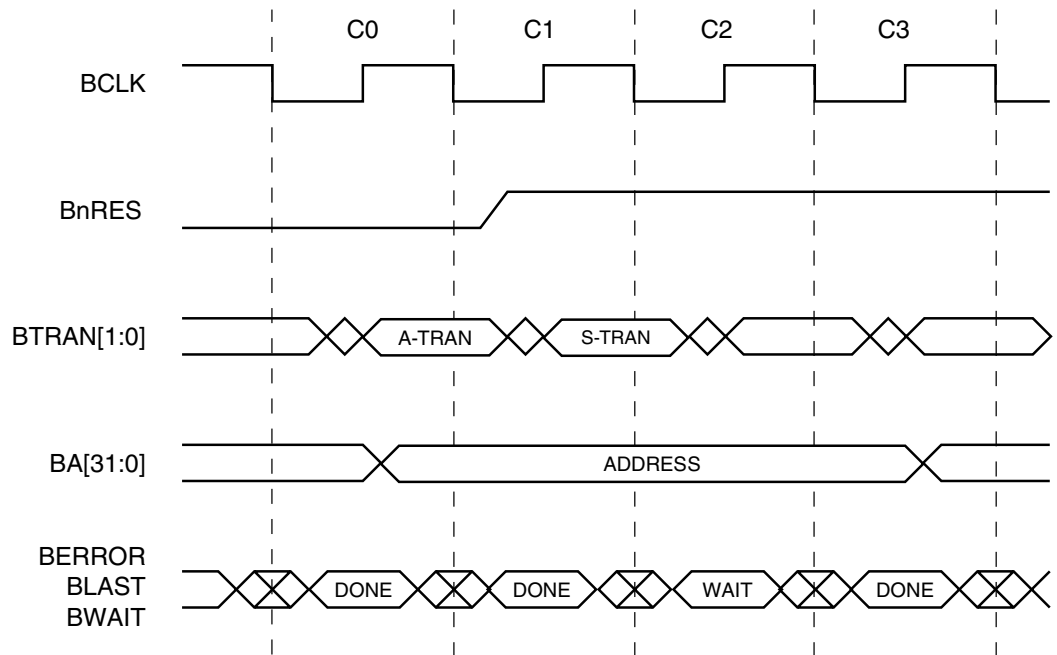 C0 C1 C2 C3
BCLK
BnRES
BTRAN[1:0] A-TRAN S-TRAN
BA[31:0] ADDRESS
BERROR
BLAST DONE DONE WAIT DONE
BWAIT